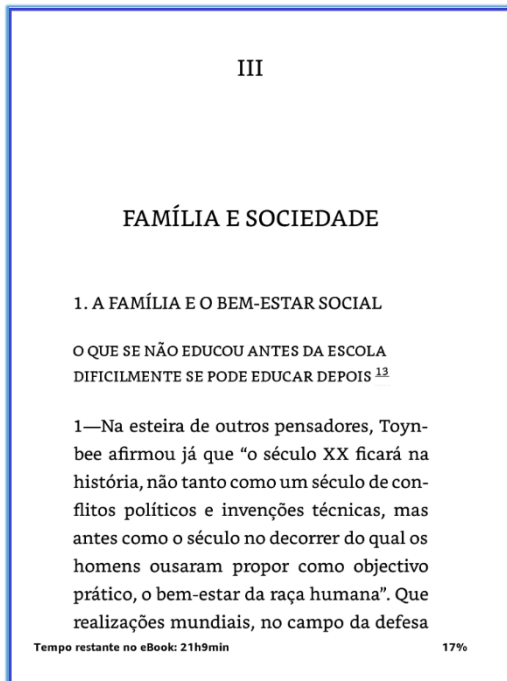 III
FAMÍLIA E SOCIEDADE
1. A FAMÍLIA E O BEM-ESTAR SOCIAL
O QUE SE NÃO EDUCOU ANTES DA ESCOLA
DIFICILMENTE SE PODE EDUCAR DEPOIS 13
1—Na esteira de outros pensadores, Toyn-
bee afirmou já que “o século XX ficará na
história, não tanto como um século de con-
flitos políticos e invenções técnicas, mas
antes como o século no decorrer do qual os
homens ousaram propor como objectivo
prático, o bem-estar da raça humana”. Que
realizações mundiais, no campo da defesa
Tempo restante no eBook: 21h9min 17%